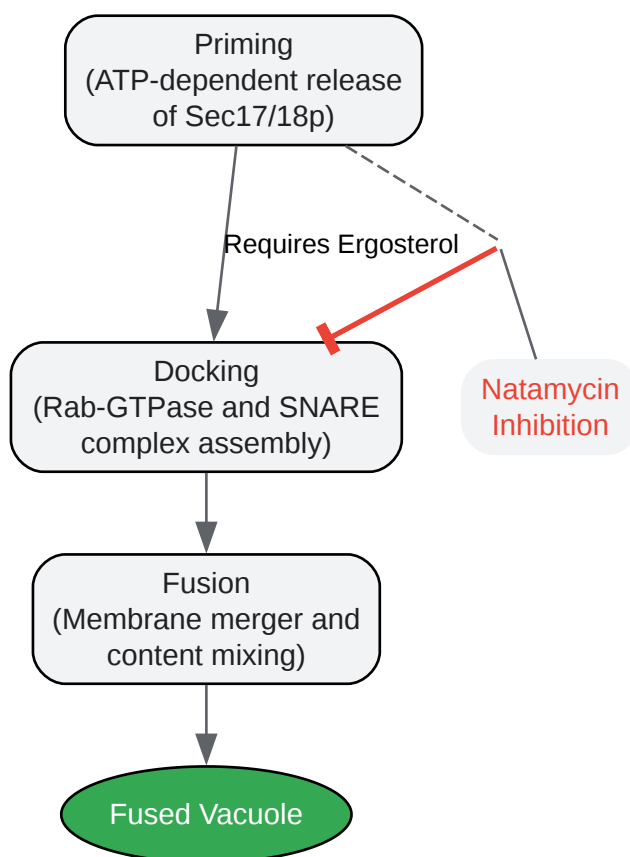 Priming
(ATP-dependent release
of Sec17/18p)
Requires Ergosterol
Docking
(Rab-GTPase and SNARE
complex assembly)
Natamycin
Inhibition
Fusion
(Membrane merger and
content mixing)
Fused Vacuole